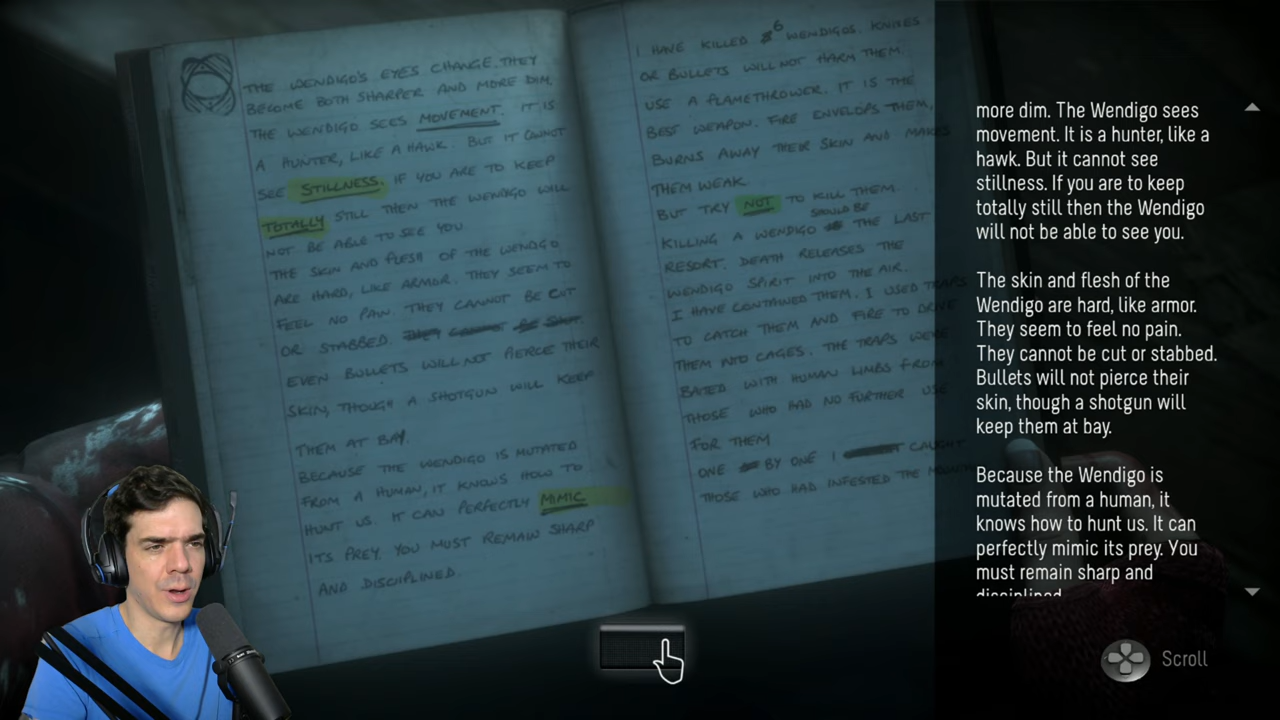 THE WENDIGO'S EYES CHANGE. THEY
BECOME BOTH SHARPER AND MORE DIM.
THE WENDIGO SEES MOVEMENT. IT IS
A HUNTER, LIKE A HAWK. BUT IT CANNOT
SEE STILLNESS. IF YOU ARE TO KEEP
TOTALLY STILL THEN THE WENDIGO WILL
NOT BE ABLE TO SEE YOU.
THE SKIN AND FLESH OF THE WENDIGO
ARE HARD, LIKE ARMOR. THEY SEEM TO
FEEL NO PAIN. THEY CANNOT BE CUT
OR STABBED. THEY CANNOT BE SHOT.
EVEN BULLETS WILL NOT PIERCE THEIR
SKIN, THOUGH A SHOTGUN WILL KEEP
THEM AT BAY.
BECAUSE THE WENDIGO IS MUTATED
FROM A HUMAN, IT KNOWS HOW TO
HUNT US. IT CAN PERFECTLY MIMIC
ITS PREY. YOU MUST REMAIN SHARP
AND DISCIPLINED.
I HAVE KILLED 6 WENDIGOS. KNIVES
OR BULLETS WILL NOT HARM THEM.
USE A FLAMETHROWER. IT IS THE
BEST WEAPON. FIRE ENVELOPS THEM,
BURNS AWAY THEIR SKIN AND MAKES
THEM WEAK.
BUT TRY NOT TO KILL THEM.
SHOULD BE
KILLING A WENDIGO THE LAST
RESORT. DEATH RELEASES THE
WENDIGO SPIRIT INTO THE AIR.
I HAVE CONTAINED THEM. I USED TRAPS
TO CATCH THEM AND FIRE TO DRIVE
THEM INTO CAGES. THE TRAPS WERE
BAITED WITH HUMAN LIMBS FROM
THOSE WHO HAD NO FURTHER USE
FOR THEM
ONE BY ONE I CAUGHT
THOSE WHO HAD INFESTED THE
more dim. The Wendigo sees
movement. It is a hunter, like a
hawk. But it cannot see
stillness. If you are to keep
totally still then the Wendigo
will not be able to see you.
The skin and flesh of the
Wendigo are hard, like armor.
They seem to feel no pain.
They cannot be cut or stabbed.
Bullets will not pierce their
skin, though a shotgun will
keep them at bay.
Because the Wendigo is
mutated from a human, it
knows how to hunt us. It can
perfectly mimic its prey. You
must remain sharp and
disciplined
Scroll